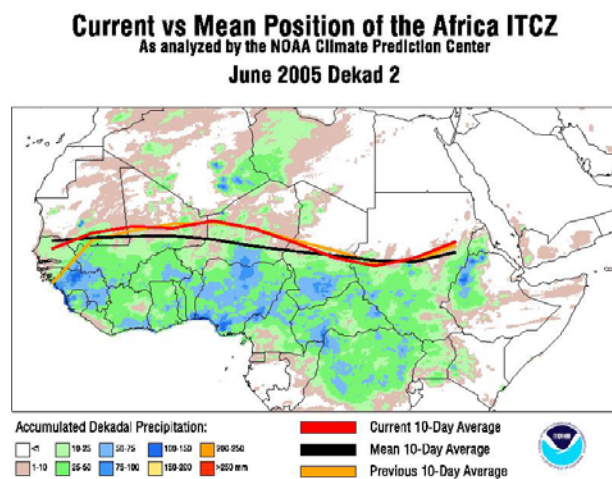 Current vs Mean Position of the Africa ITCZ
As analyzed by the NOAA Climate Prediction Center
June 2005 Dekad 2
Accumulated Dekadal Precipitation:
<1 10-25 50-75 100-150 200-250
1-10 25-50 75-100 150-200 >250 mm
Current 10-Day Average
Mean 10-Day Average
Previous 10-Day Average